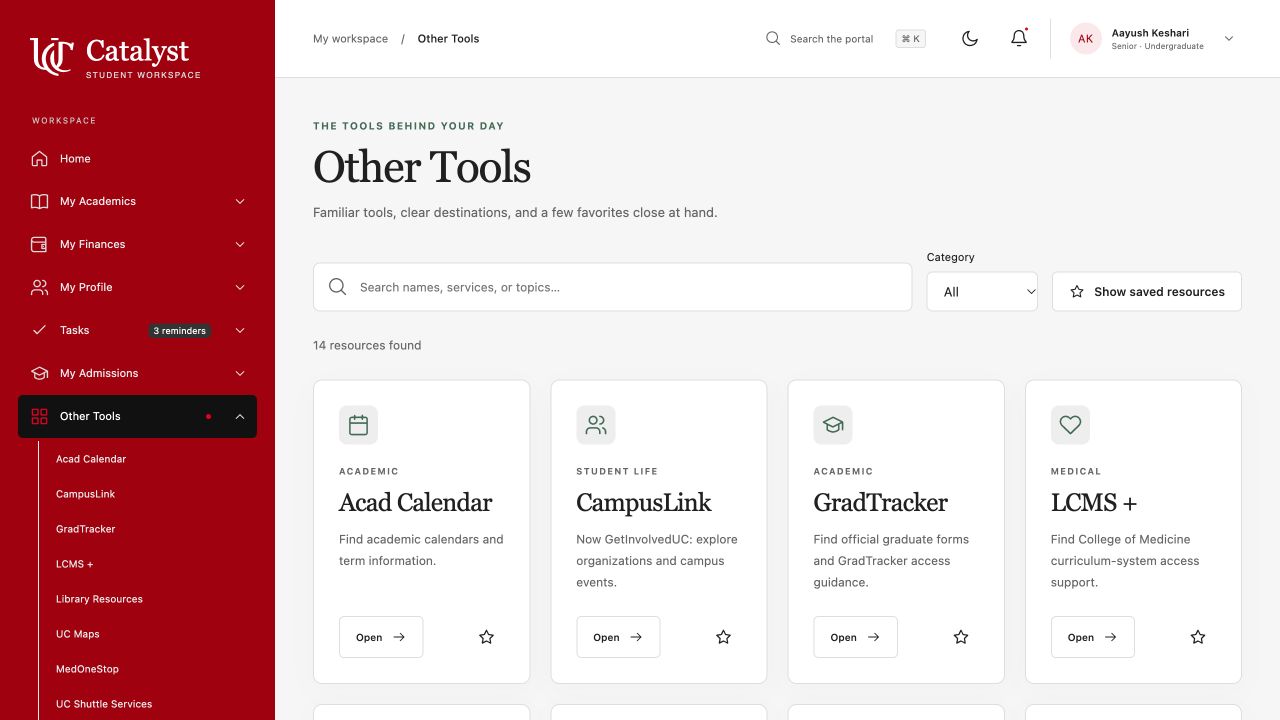 UC Catalyst
STUDENT WORKSPACE
WORKSPACE
Home
My Academics
My Finances
My Profile
Tasks 3 reminders
My Admissions
Other Tools
Acad Calendar
CampusLink
GradTracker
LCMS +
Library Resources
UC Maps
MedOneStop
UC Shuttle Services
My workspace / Other Tools
Search the portal ⌘ K
AK
Aayush Keshari
Senior · Undergraduate
THE TOOLS BEHIND YOUR DAY
Other Tools
Familiar tools, clear destinations, and a few favorites close at hand.
Search names, services, or topics...
Category
All
Show saved resources
14 resources found
ACADEMIC
Acad Calendar
Find academic calendars and
term information.
Open
STUDENT LIFE
CampusLink
Now GetInvolvedUC: explore
organizations and campus
events.
Open
ACADEMIC
GradTracker
Find official graduate forms
and GradTracker access
guidance.
Open
MEDICAL
LCMS +
Find College of Medicine
curriculum-system access
support.
Open